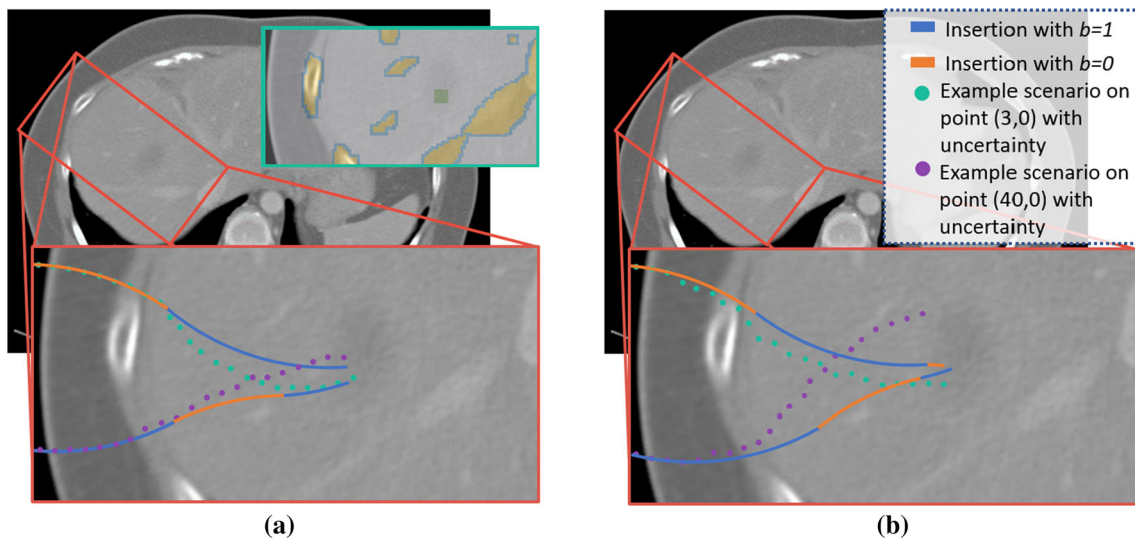 Insertion with b=1
Insertion with b=0
Example scenario on
point (3,0) with
uncertainty
Example scenario on
point (40,0) with
uncertainty
(a)
(b)